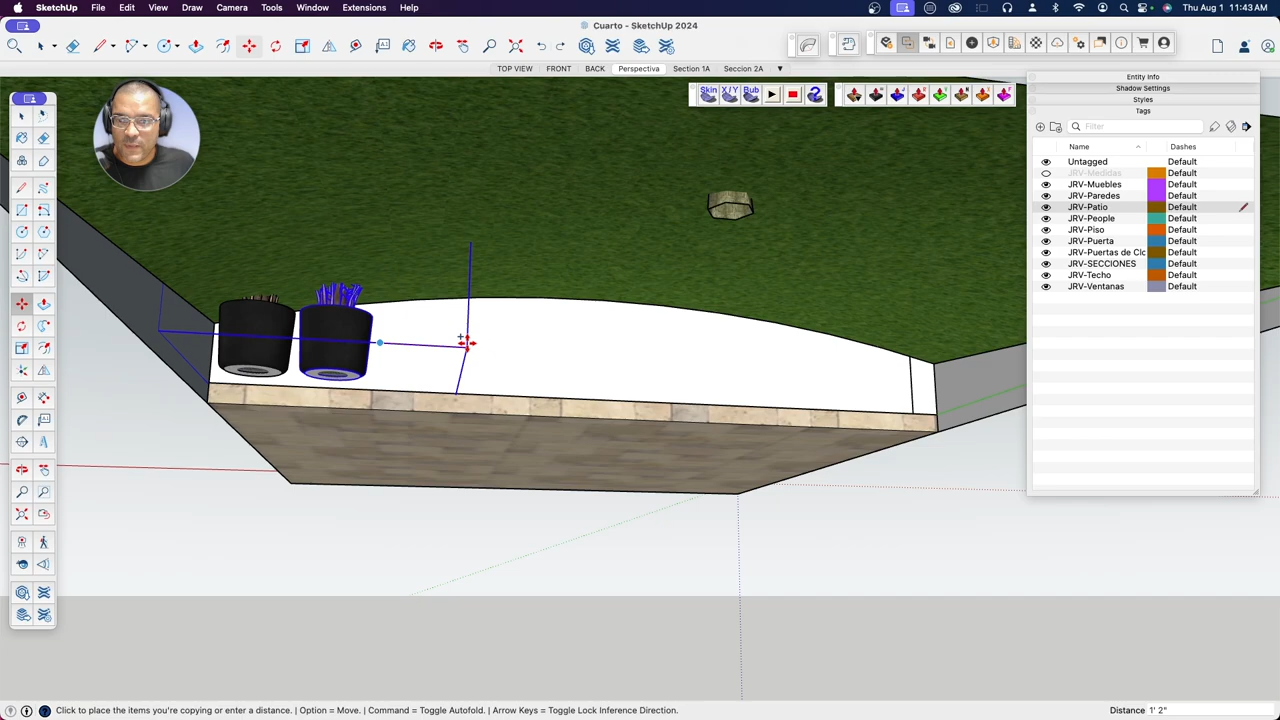 SketchUp File Edit View Draw Camera Tools Window Extensions Help Thu Aug 1 11:43 AM
Cuarto - SketchUp 2024
TOP VIEW FRONT BACK Perspectiva Section 1A Seccion 2A
Entity Info
Shadow Settings
Styles
Tags
Skin X/Y Bub
Filter
Name Dashes
Untagged Default
JRV-Medidas Default
JRV-Muebles Default
JRV-Paredes Default
JRV-Patio Default
JRV-People Default
JRV-Piso Default
JRV-Puerta Default
JRV-Puertas de Clo Default
JRV-SECCIONES Default
JRV-Techo Default
JRV-Ventanas Default
Click to place the items you're copying or enter a distance. | Option = Move. | Command = Toggle Autofold. | Arrow Keys = Toggle Lock Inference Direction. Distance 1' 2"